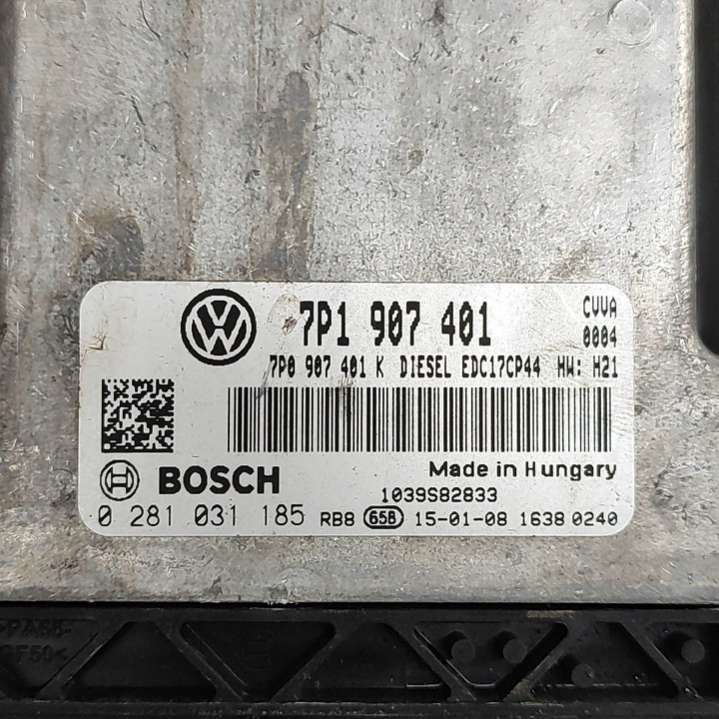 7P1 907 401 CVVA
0004
7P0 907 401 K DIESEL EDC17CP44 HW: H21
Made in Hungary
BOSCH
1039S82833
0 281 031 185 RB8 65B 15-01-08 1638 0240